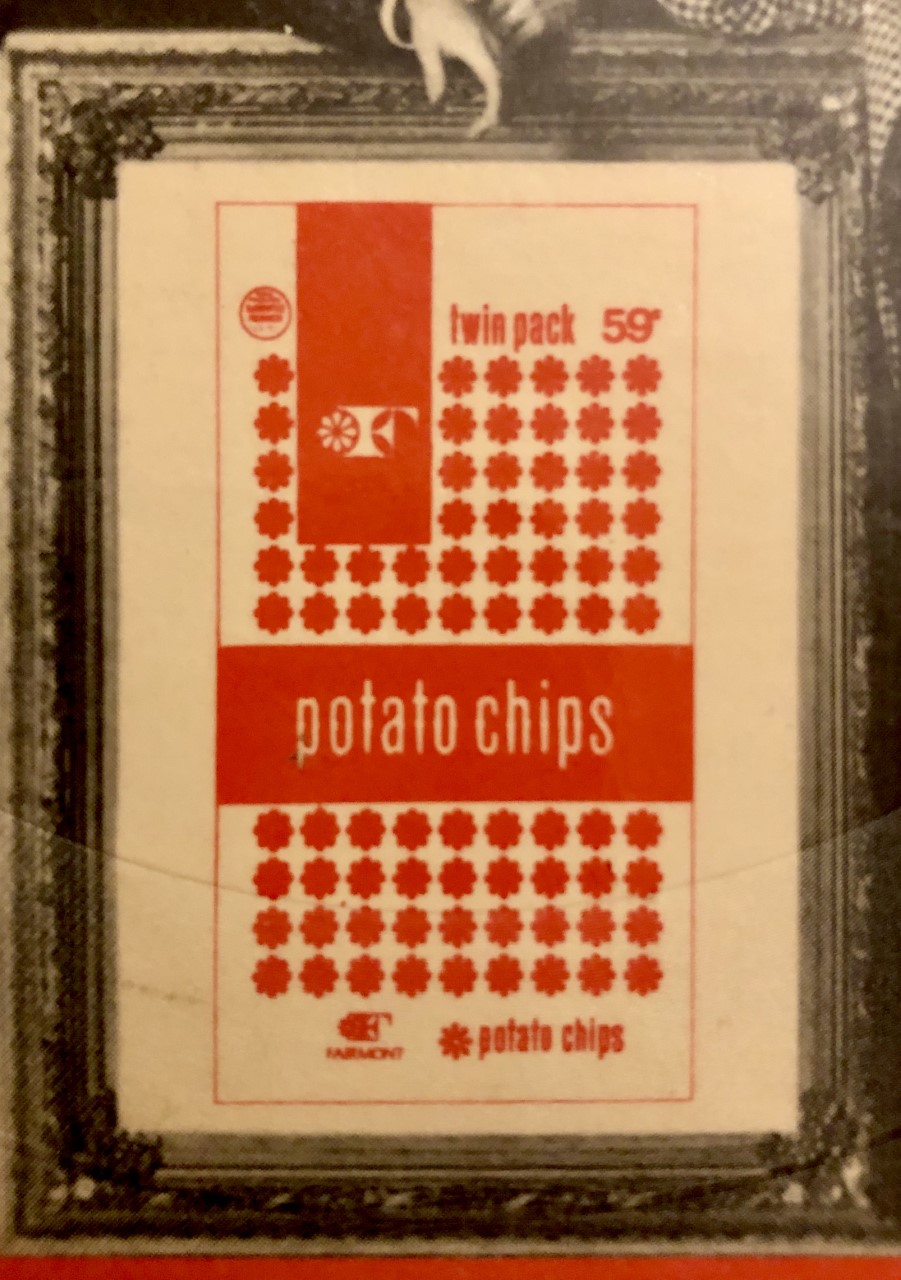 twin pack 59¢
potato chips
FAIRMONT
potato chips